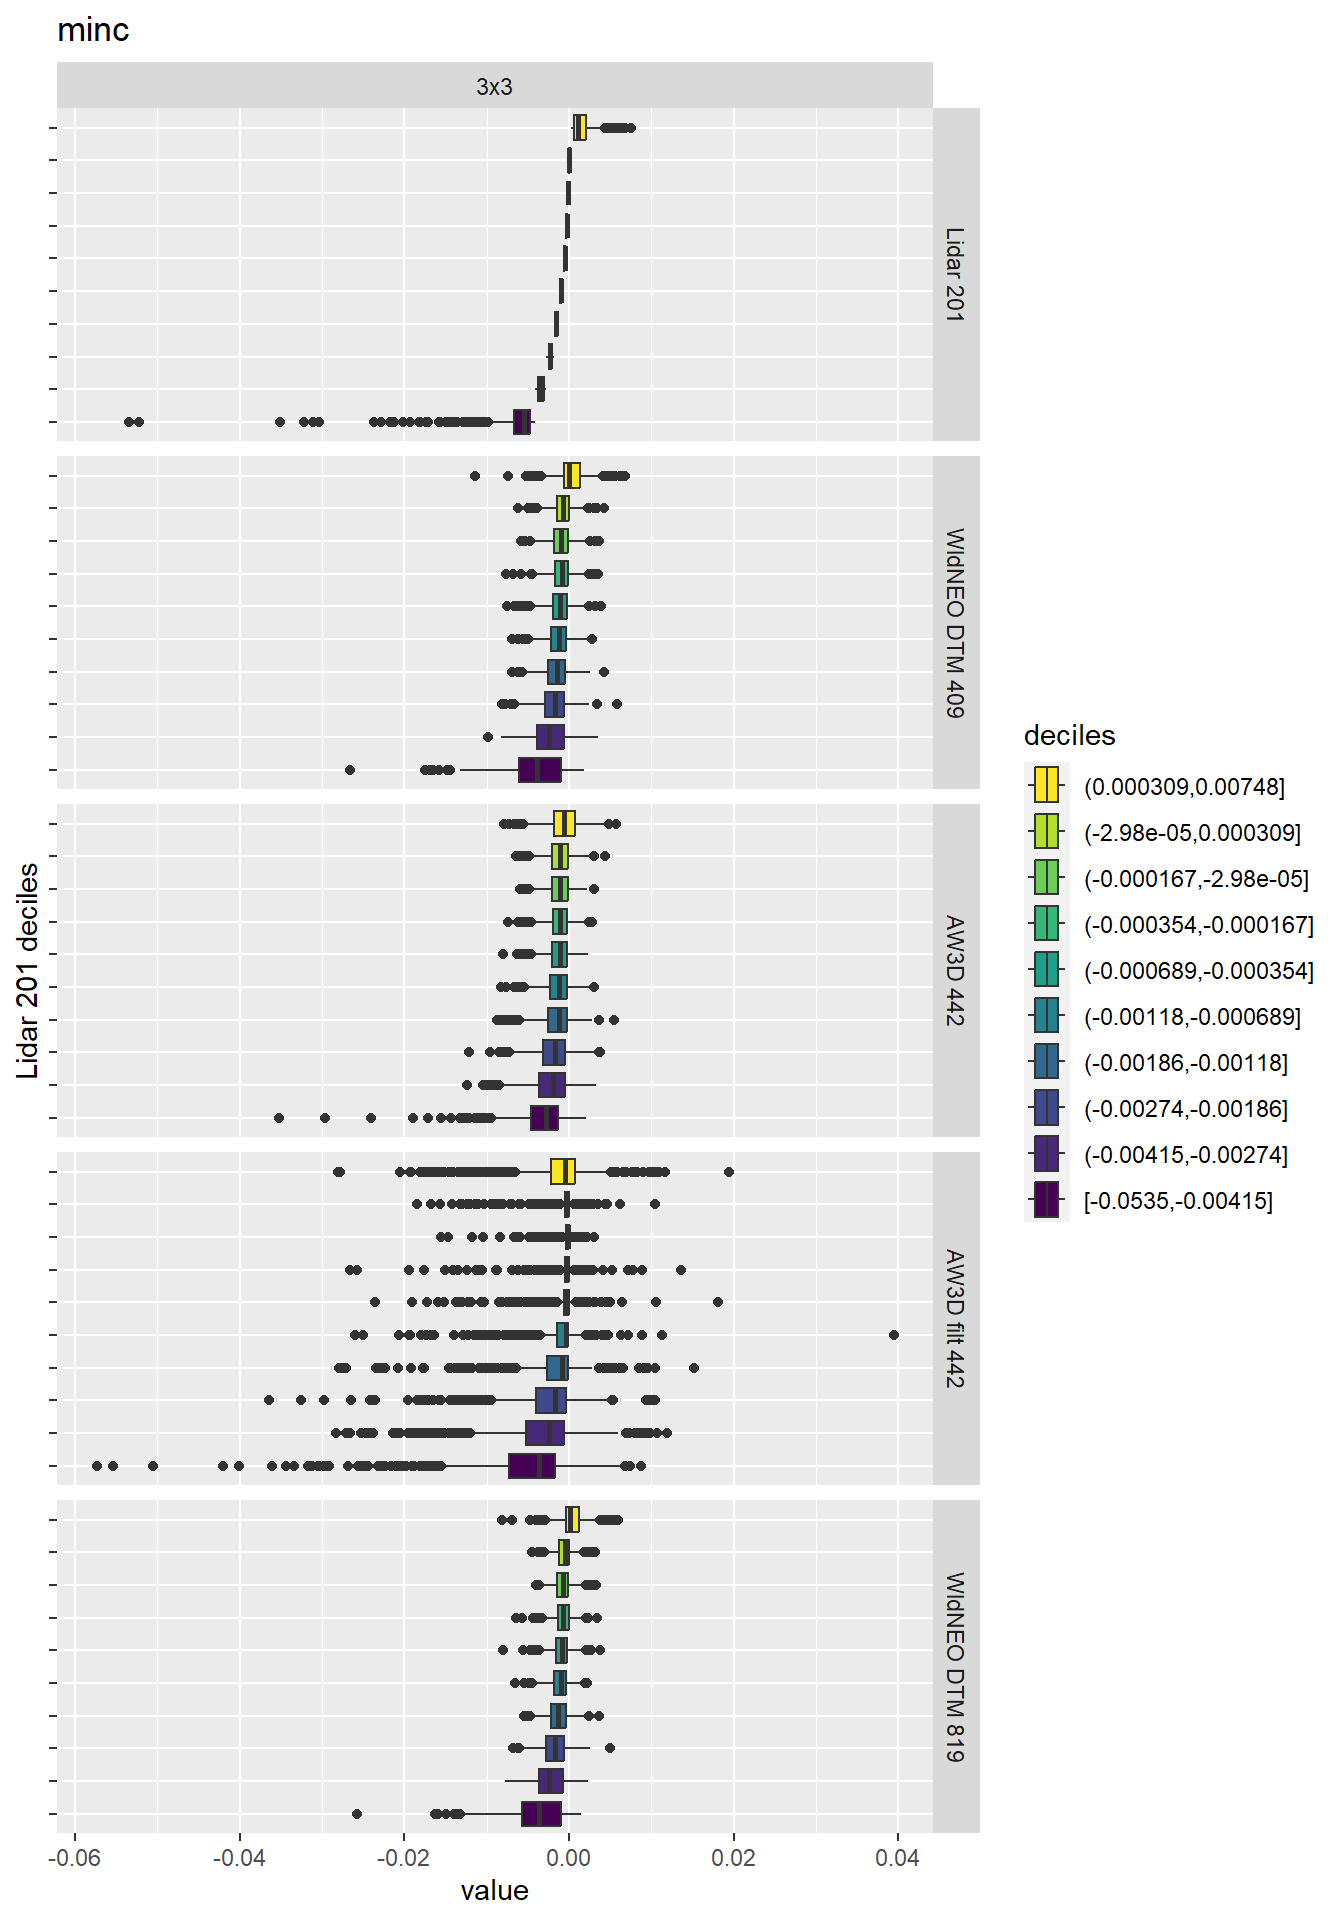 minc
3x3
Lidar 201
WldNEO DTM 409
AW3D 442
AW3D filt 442
WldNEO DTM 819
Lidar 201 deciles
-0.06
-0.04
-0.02
0.00
0.02
0.04
value
deciles
(0.000309,0.00748]
(-2.98e-05,0.000309]
(-0.000167,-2.98e-05]
(-0.000354,-0.000167]
(-0.000689,-0.000354]
(-0.00118,-0.000689]
(-0.00186,-0.00118]
(-0.00274,-0.00186]
(-0.00415,-0.00274]
[-0.0535,-0.00415]